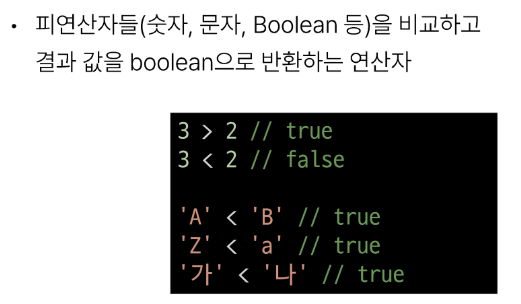 • 피연산자들(숫자, 문자, Boolean 등)을 비교하고
결과 값을 boolean으로 반환하는 연산자
3 > 2 // true
3 < 2 // false
'A' < 'B' // true
'Z' < 'a' // true
'가' < '나' // true